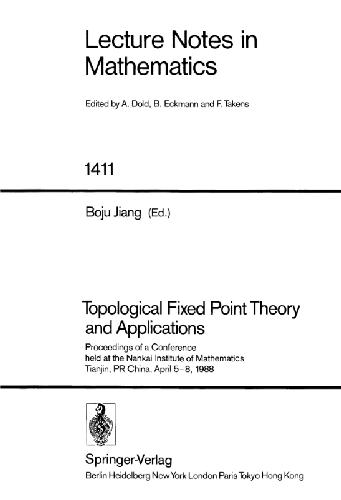 Lecture Notes in
Mathematics
Edited by A. Dold, B. Eckmann and F. Takens
1411
Boju Jiang (Ed.)
Topological Fixed Point Theory
and Applications
Proceedings of a Conference
held at the Nankai Institute of Mathematics
Tianjin, PR China, April 5–8, 1988
Springer-Verlag
Berlin Heidelberg New York London Paris Tokyo Hong Kong